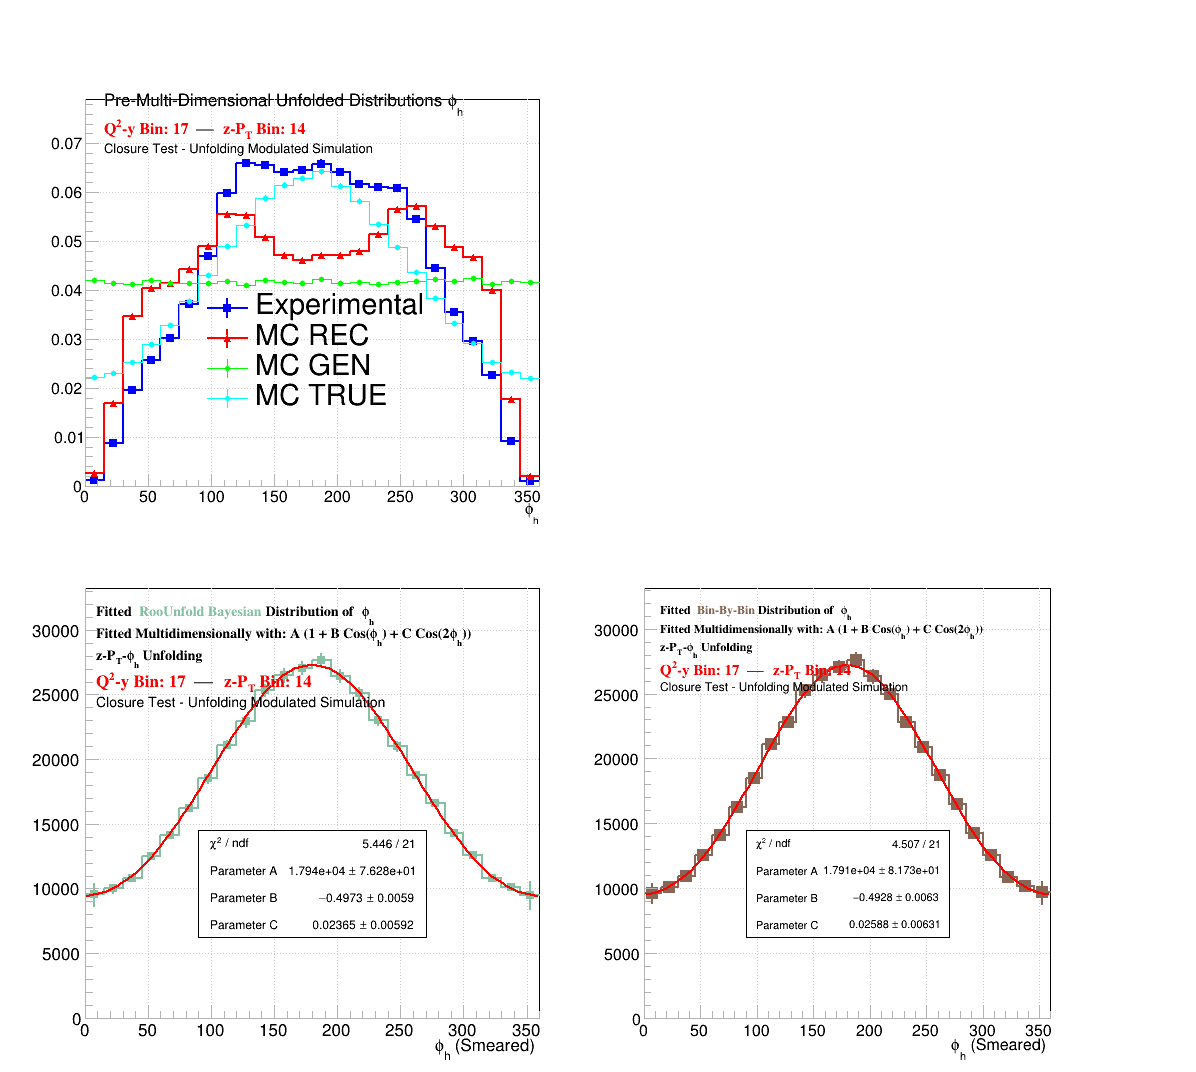 Pre-Multi-Dimensional Unfolded Distributions ϕh
Q²-y Bin: 17 — z-PT Bin: 14
Closure Test - Unfolding Modulated Simulation
0.07
0.06
0.05
0.04
0.03
0.02
0.01
0
Experimental
MC REC
MC GEN
MC TRUE
0 50 100 150 200 250 300 350
ϕh
Fitted RooUnfold Bayesian Distribution of ϕh
Fitted Multidimensionally with: A (1 + B Cos(ϕh) + C Cos(2ϕh))
z-PT-ϕh Unfolding
Q²-y Bin: 17 — z-PT Bin: 14
Closure Test - Unfolding Modulated Simulation
30000
25000
20000
15000
10000
5000
0
χ² / ndf 5.446 / 21
Parameter A 1.794e+04 ± 7.628e+01
Parameter B −0.4973 ± 0.0059
Parameter C 0.02365 ± 0.00592
0 50 100 150 200 250 300 350
ϕh (Smeared)
Fitted Bin-By-Bin Distribution of ϕh
Fitted Multidimensionally with: A (1 + B Cos(ϕh) + C Cos(2ϕh))
z-PT-ϕh Unfolding
Q²-y Bin: 17 — z-PT Bin: 14
Closure Test - Unfolding Modulated Simulation
30000
25000
20000
15000
10000
5000
0
χ² / ndf 4.507 / 21
Parameter A 1.791e+04 ± 8.173e+01
Parameter B −0.4928 ± 0.0063
Parameter C 0.02588 ± 0.00631
0 50 100 150 200 250 300 350
ϕh (Smeared)